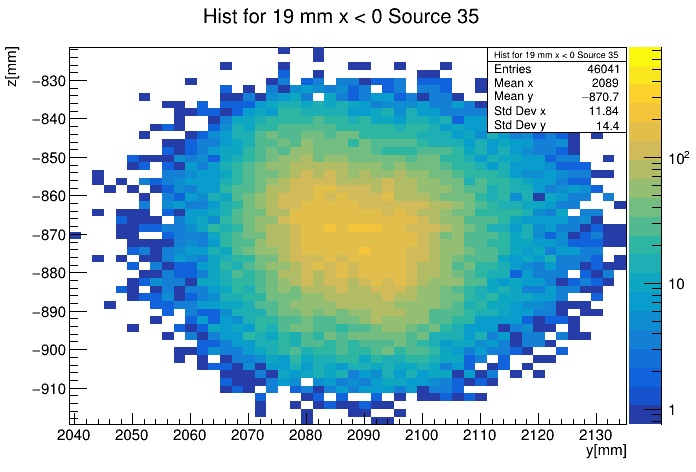 Hist for 19 mm x < 0 Source 35
z[mm]
Hist for 19 mm x < 0 Source 35
Entries 46041
Mean x 2089
Mean y −870.7
Std Dev x 11.84
Std Dev y 14.4
−830
−840
−850
−860
−870
−880
−890
−900
−910
10²
10
1
2040 2050 2060 2070 2080 2090 2100 2110 2120 2130
y[mm]